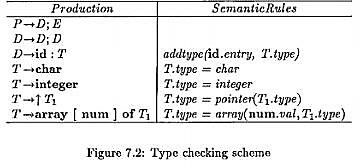 Production SemanticRules
P→D; E
D→D; D
D→id : T addtype(id.entry, T.type)
T→char T.type = char
T→integer T.type = integer
T→↑ T₁ T.type = pointer(T₁.type)
T→array [ num ] of T₁ T.type = array(num.val,T₁.type)
Figure 7.2: Type checking scheme